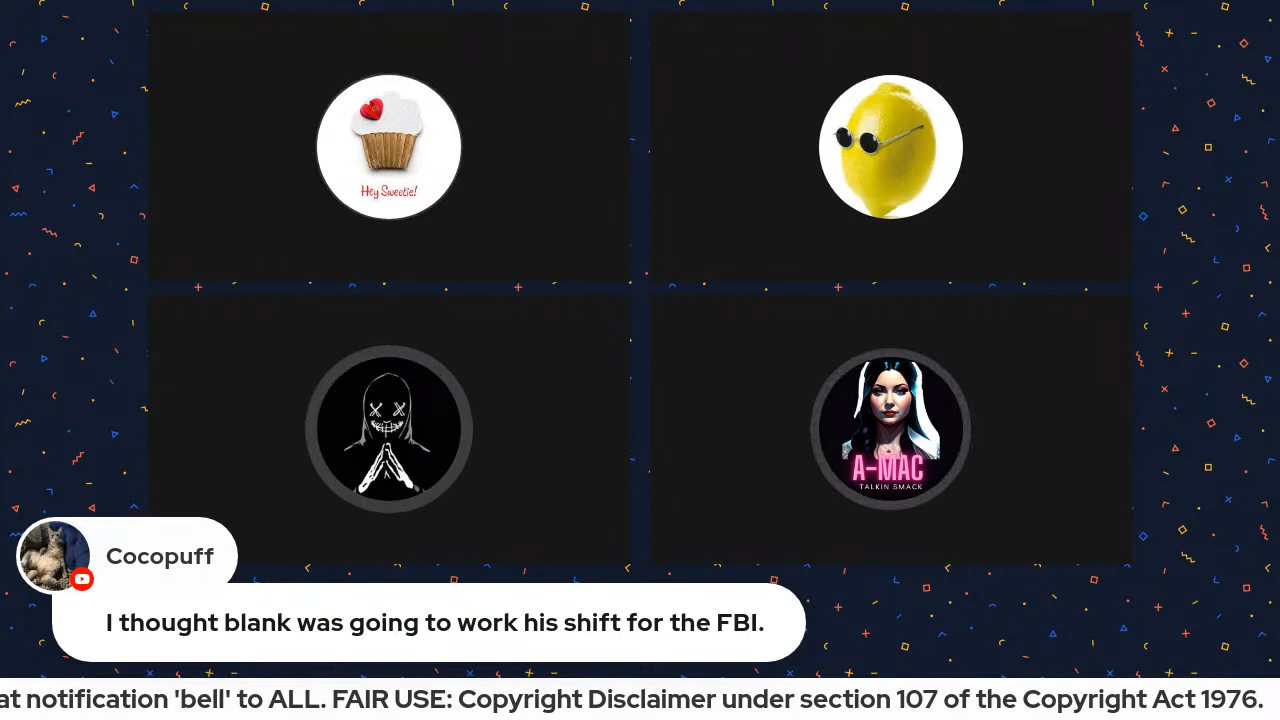 Hey Sweetie!
A-MAC
TALKIN SMACK
Cocopuff
I thought blank was going to work his shift for the FBI.
at notification 'bell' to ALL. FAIR USE: Copyright Disclaimer under section 107 of the Copyright Act 1976.